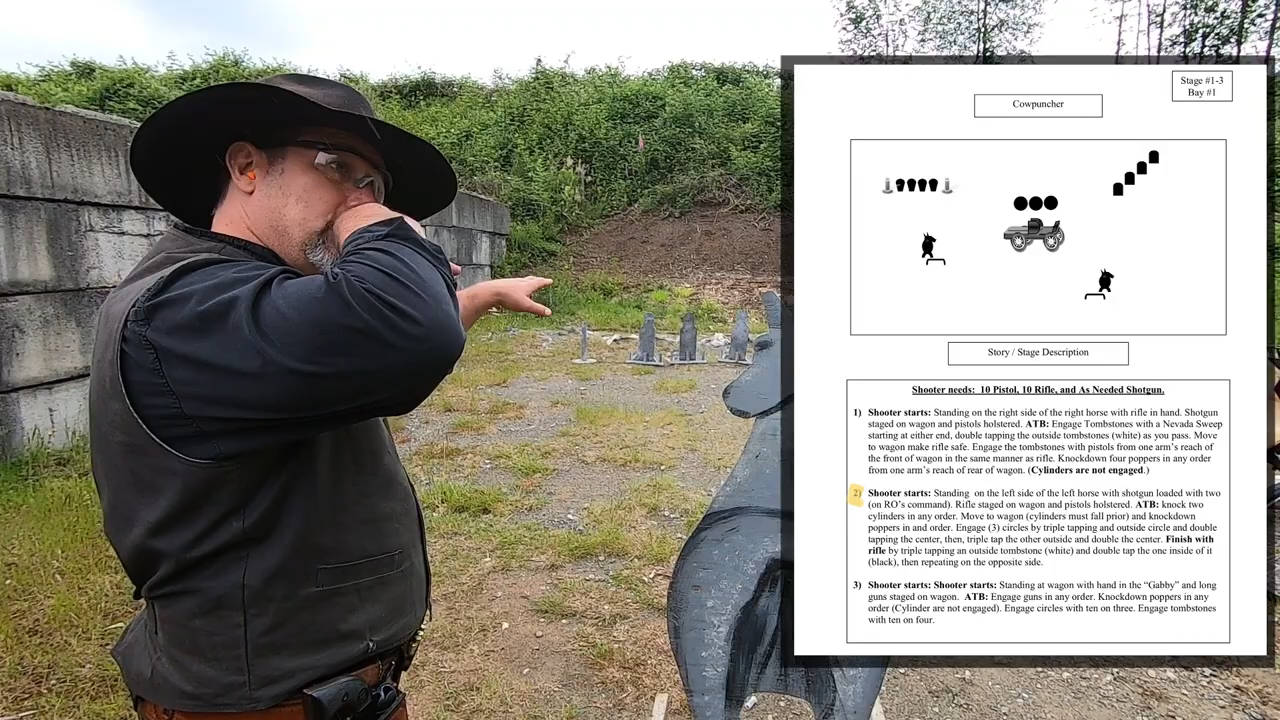 Stage #1-3
Bay #1
Cowpuncher
Story / Stage Description
Shooter needs: 10 Pistol, 10 Rifle, and As Needed Shotgun.
1) Shooter starts: Standing on the right side of the right horse with rifle in hand. Shotgun
staged on wagon and pistols holstered. ATB: Engage Tombstones with a Nevada Sweep
starting at either end, double tapping the outside tombstones (white) as you pass. Move
to wagon make rifle safe. Engage the tombstones with pistols from one arm's reach of
the front of wagon in the same manner as rifle. Knockdown four poppers in any order
from one arm's reach of rear of wagon. (Cylinders are not engaged.)
2) Shooter starts: Standing on the left side of the left horse with shotgun loaded with two
(on RO's command). Rifle staged on wagon and pistols holstered. ATB: knock two
cylinders in any order. Move to wagon (cylinders must fall prior) and knockdown
poppers in and order. Engage (3) circles by triple tapping and outside circle and double
tapping the center, then, triple tap the other outside and double the center. Finish with
rifle by triple tapping an outside tombstone (white) and double tap the one inside of it
(black), then repeating on the opposite side.
3) Shooter starts: Shooter starts: Standing at wagon with hand in the “Gabby” and long
guns staged on wagon. ATB: Engage guns in any order. Knockdown poppers in any
order (Cylinder are not engaged). Engage circles with ten on three. Engage tombstones
with ten on four.